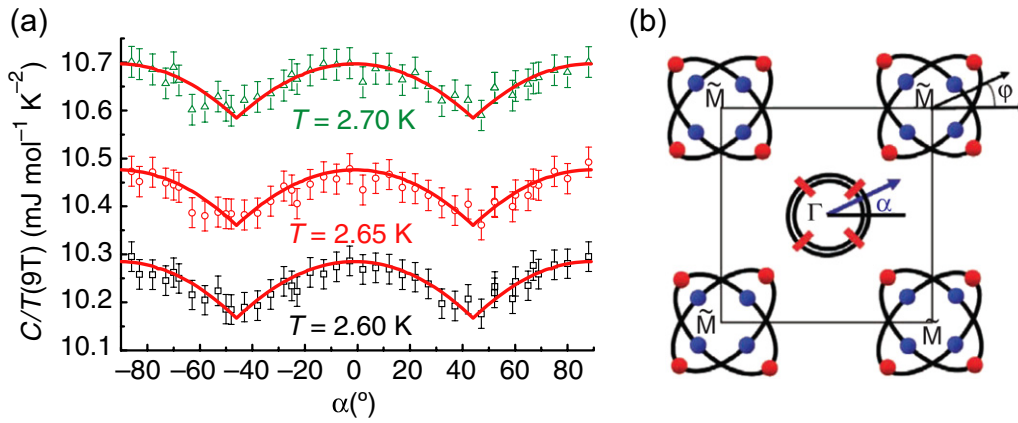 (a)
C/T(9T) (mJ mol⁻¹ K⁻²)
10.7
10.6
10.5
10.4
10.3
10.2
10.1
T = 2.70 K
T = 2.65 K
T = 2.60 K
−80 −60 −40 −20 0 20 40 60 80
α(°)
(b)
M̃ M̃ φ
Γ α
M̃ M̃